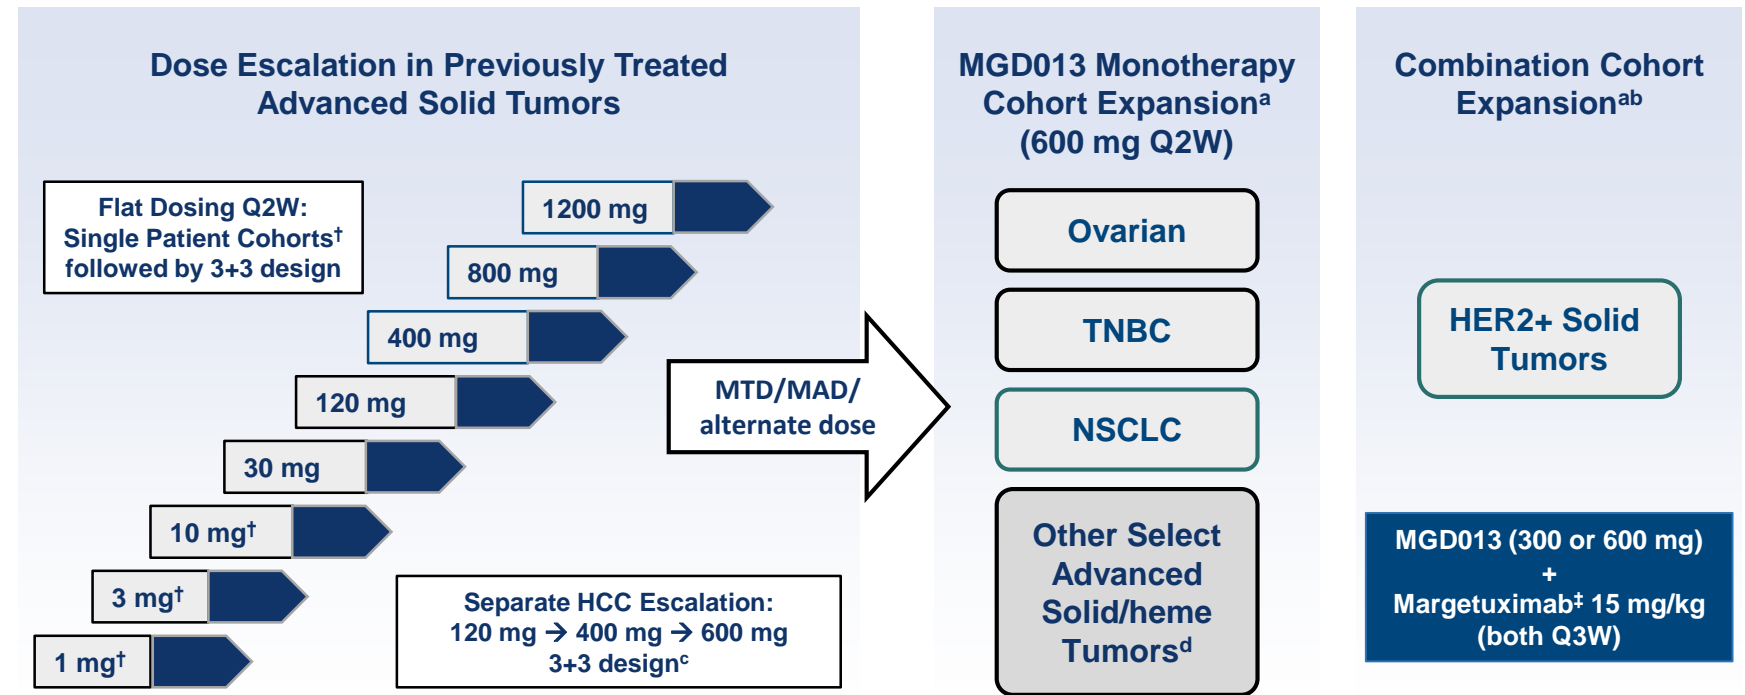 Dose Escalation in Previously Treated
Advanced Solid Tumors
Flat Dosing Q2W:
Single Patient Cohorts†
followed by 3+3 design
1200 mg
800 mg
400 mg
120 mg
30 mg
10 mg†
3 mg†
1 mg†
Separate HCC Escalation:
120 mg → 400 mg → 600 mg
3+3 designᶜ
MTD/MAD/
alternate dose
MGD013 Monotherapy
Cohort Expansionᵃ
(600 mg Q2W)
Ovarian
TNBC
NSCLC
Other Select
Advanced
Solid/heme
Tumorsᵈ
Combination Cohort
Expansionᵃᵇ
HER2+ Solid
Tumors
MGD013 (300 or 600 mg)
+
Margetuximab‡ 15 mg/kg
(both Q3W)